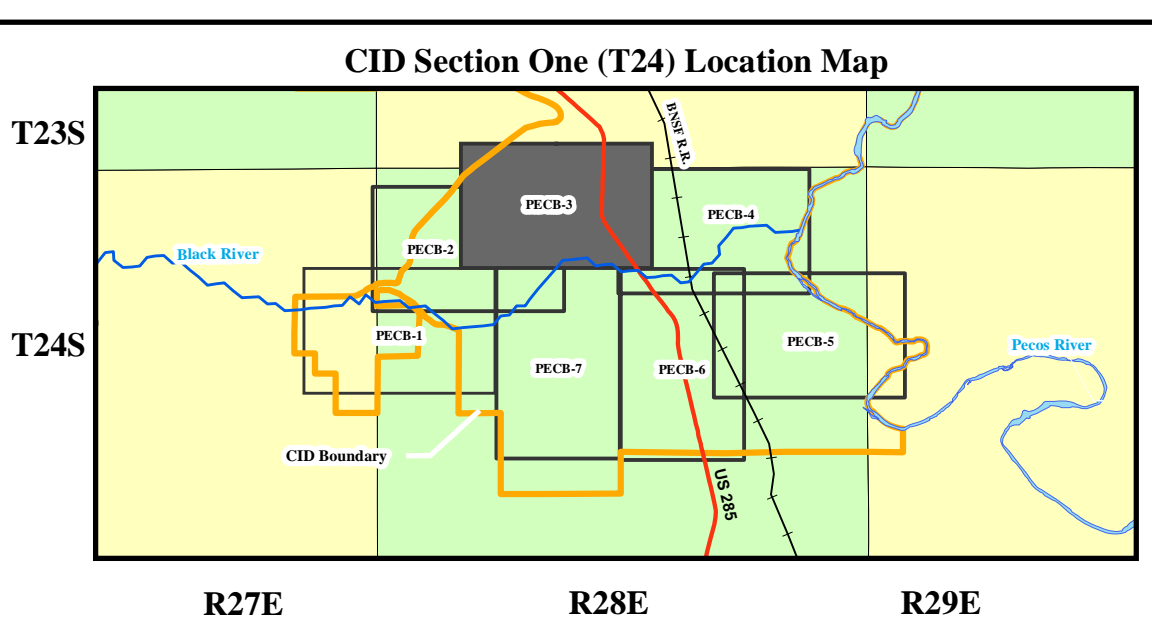 CID Section One (T24) Location Map
T23S
BNSF R.R.
PECB-3
PECB-4
PECB-2
Black River
PECB-1
T24S
PECB-5
Pecos River
PECB-7
PECB-6
CID Boundary
US 285
R27E
R28E
R29E